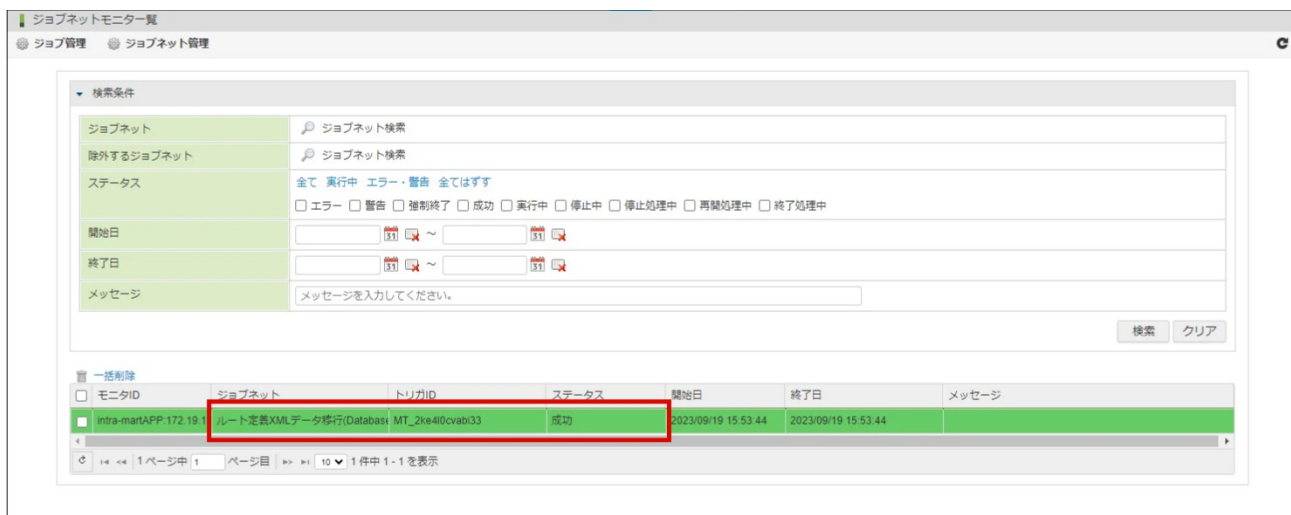 ジョブネットモニター覧
ジョブ管理 ジョブネット管理
検索条件
ジョブネット ジョブネット検索
除外するジョブネット ジョブネット検索
ステータス 全て 実行中 エラー・警告 全てはずす
エラー 警告 強制終了 成功 実行中 停止中 停止処理中 再開処理中 終了処理中
開始日 31 ～ 31
終了日 31 ～ 31
メッセージ メッセージを入力してください。
検索 クリア
一括削除
モニタID ジョブネット トリガID ステータス 開始日 終了日 メッセージ
intra-martAPP:172.19.1 ルート定義XMLデータ移行(Database MT_2ke4l0cvabi33 成功 2023/09/19 15:53:44 2023/09/19 15:53:44
1 ページ中 1 ページ目 10 1 件中 1 - 1 を表示